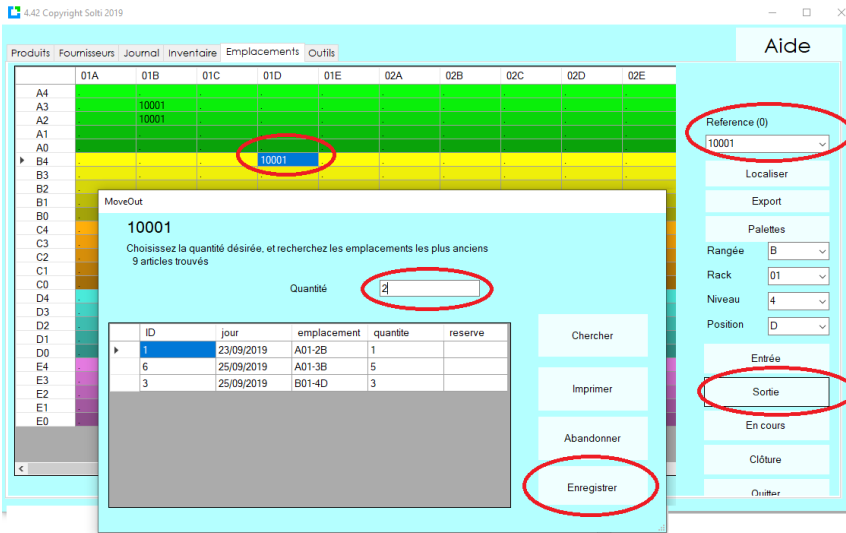 4.42 Copyright Solti 2019
Aide
Produits Fournisseurs Journal Inventaire Emplacements Outils
01A 01B 01C 01D 01E 02A 02B 02C 02D 02E
A4
A3 10001
A2 10001
A1
A0
B4 10001
B3
B2
B1
B0
C4
C3
C2
C1
C0
D4
D3
D2
D1
D0
E4
E3
E2
E1
E0
Reference (0)
10001
Localiser
Export
Palettes
Rangée B
Rack 01
Niveau 4
Position D
Entrée
Sortie
En cours
Clôture
Quitter
MoveOut
10001
Choisissez la quantité désirée, et recherchez les emplacements les plus anciens
9 articles trouvés
Quantité 2
ID jour emplacement quantite reserve
1 23/09/2019 A01-2B 1
6 25/09/2019 A01-3B 5
3 25/09/2019 B01-4D 3
Chercher
Imprimer
Abandonner
Enregistrer